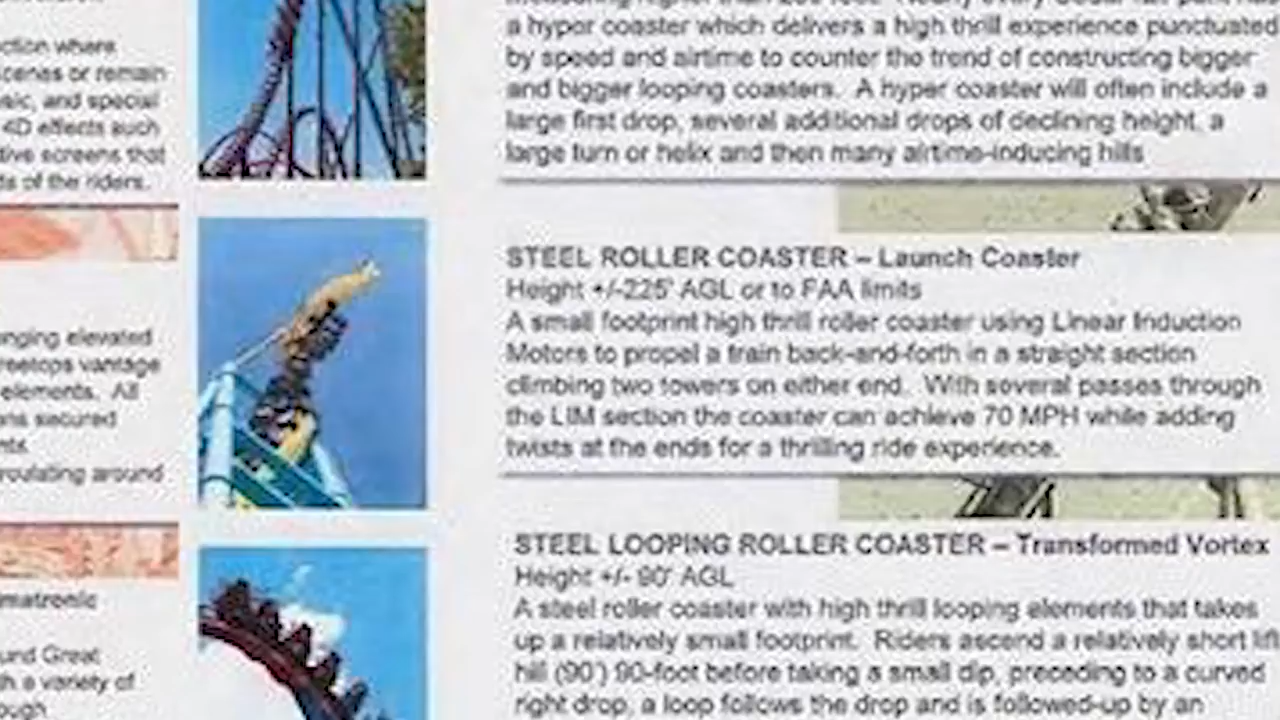 ction where
scenes or remain
sic, and special
4D effects such
tive screens that
ts of the riders.
nging elevated
reetops vantage
elements. All
ans secured
nts.
irculating around
matronic
und Great
h a variety of
ough
a hyper coaster which delivers a high thrill experience punctuated
by speed and airtime to counter the trend of constructing bigger
and bigger looping coasters. A hyper coaster will often include a
large first drop, several additional drops of declining height, a
large turn or helix and then many airtime-inducing hills
STEEL ROLLER COASTER – Launch Coaster
Height +/-225' AGL or to FAA limits
A small footprint high thrill roller coaster using Linear Induction
Motors to propel a train back-and-forth in a straight section
climbing two towers on either end. With several passes through
the LIM section the coaster can achieve 70 MPH while adding
twists at the ends for a thrilling ride experience.
STEEL LOOPING ROLLER COASTER – Transformed Vortex
Height +/- 90' AGL
A steel roller coaster with high thrill looping elements that takes
up a relatively small footprint. Riders ascend a relatively short lift
hill (90') 90-foot before taking a small dip, preceding to a curved
right drop, a loop follows the drop and is followed-up by an